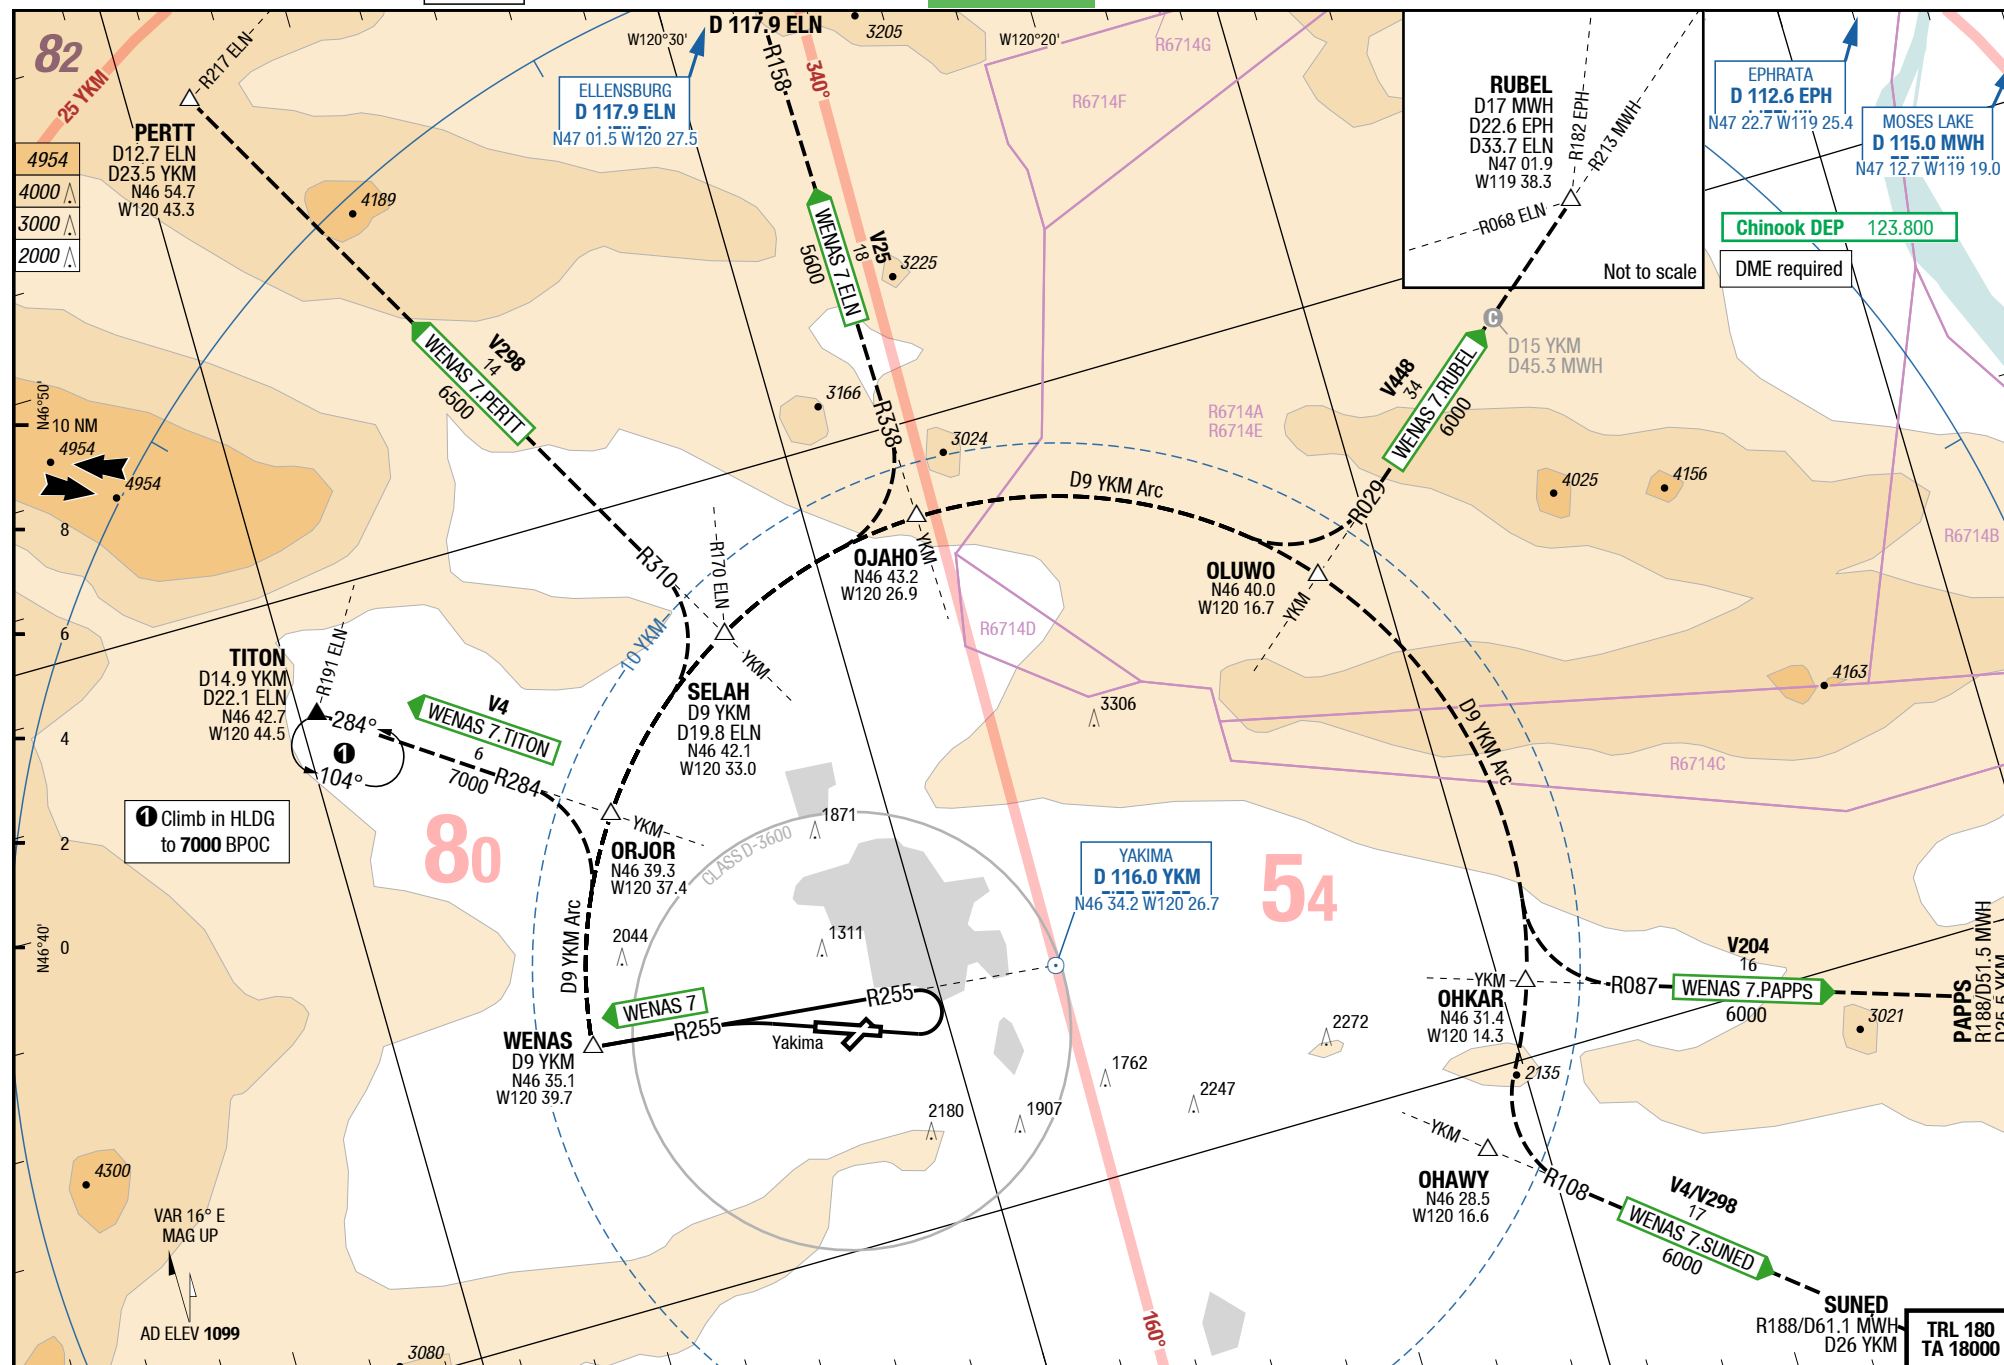 82
25 YKM
R217 ELN
PERTT
D12.7 ELN
D23.5 YKM
N46 54.7
W120 43.3
4954
4000
3000
2000
4189
W120°30'
D 117.9 ELN
ELLENSBURG
D 117.9 ELN
N47 01.5 W120 27.5
R158
340°
3205
W120°20'
R6714G
R6714F
RUBEL
D17 MWH
D22.6 EPH
D33.7 ELN
N47 01.9
W119 38.3
R182 EPH
R213 MWH
R068 ELN
Not to scale
EPHRATA
D 112.6 EPH
N47 22.7 W119 25.4
MOSES LAKE
D 115.0 MWH
N47 12.7 W119 19.0
Chinook DEP 123.800
DME required
WENAS 7.ELN
5600
V25
18
3225
V298
14
WENAS 7.PERTT
6500
3166
R338
3024
C
D15 YKM
D45.3 MWH
V448
34
WENAS 7.RUBEL
6000
R6714A
R6714E
4025
4156
R6714B
N46°50'
10 NM
4954
4954
8
6
4
2
0
N46°40'
R310
R170 ELN
D9 YKM Arc
R029
OJAHO
N46 43.2
W120 26.9
YKM
OLUWO
N46 40.0
W120 16.7
YKM
10 YKM
R6714D
YKM
SELAH
D9 YKM
D19.8 ELN
N46 42.1
W120 33.0
TITON
D14.9 YKM
D22.1 ELN
N46 42.7
W120 44.5
R191 ELN
284°
1
104°
V4
WENAS 7.TITON
6
7000
R284
1 Climb in HLDG
to 7000 BPOC
80
YKM
ORJOR
N46 39.3
W120 37.4
3306
4163
R6714C
D9 YKM Arc
CLASS D-3600
1871
YAKIMA
D 116.0 YKM
N46 34.2 W120 26.7
54
D9 YKM Arc
2044
1311
WENAS 7
R255
R255
Yakima
WENAS
D9 YKM
N46 35.1
W120 39.7
YKM
OHKAR
N46 31.4
W120 14.3
R087
V204
16
WENAS 7.PAPPS
6000
3021
PAPPS
R188/D51.5 MWH
D25.5 YKM
2272
2135
1762
2247
2180
1907
YKM
OHAWY
N46 28.5
W120 16.6
R108
V4/V298
17
WENAS 7.SUNED
6000
SUNED
R188/D61.1 MWH
D26 YKM
TRL 180
TA 18000
4300
VAR 16° E
MAG UP
AD ELEV 1099
3080
160°